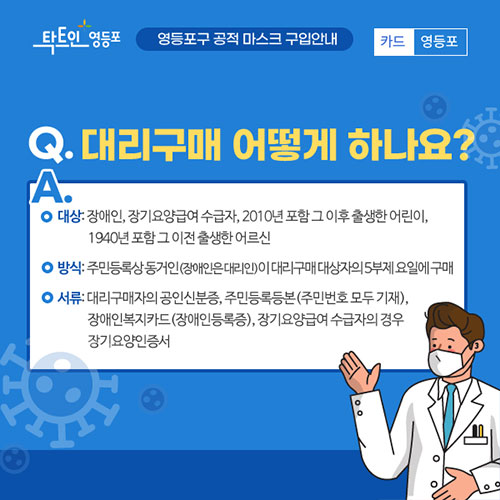 탁트인 영등포
영등포구 공적 마스크 구입안내
카드 영등포
Q. 대리구매 어떻게 하나요?
A.
대상: 장애인, 장기요양급여 수급자, 2010년 포함 그 이후 출생한 어린이,
1940년 포함 그 이전 출생한 어르신
방식: 주민등록상 동거인(장애인은 대리인)이 대리구매 대상자의 5부제 요일에 구매
서류: 대리구매자의 공인신분증, 주민등록등본(주민번호 모두 기재),
장애인복지카드(장애인등록증), 장기요양급여 수급자의 경우
장기요양인증서